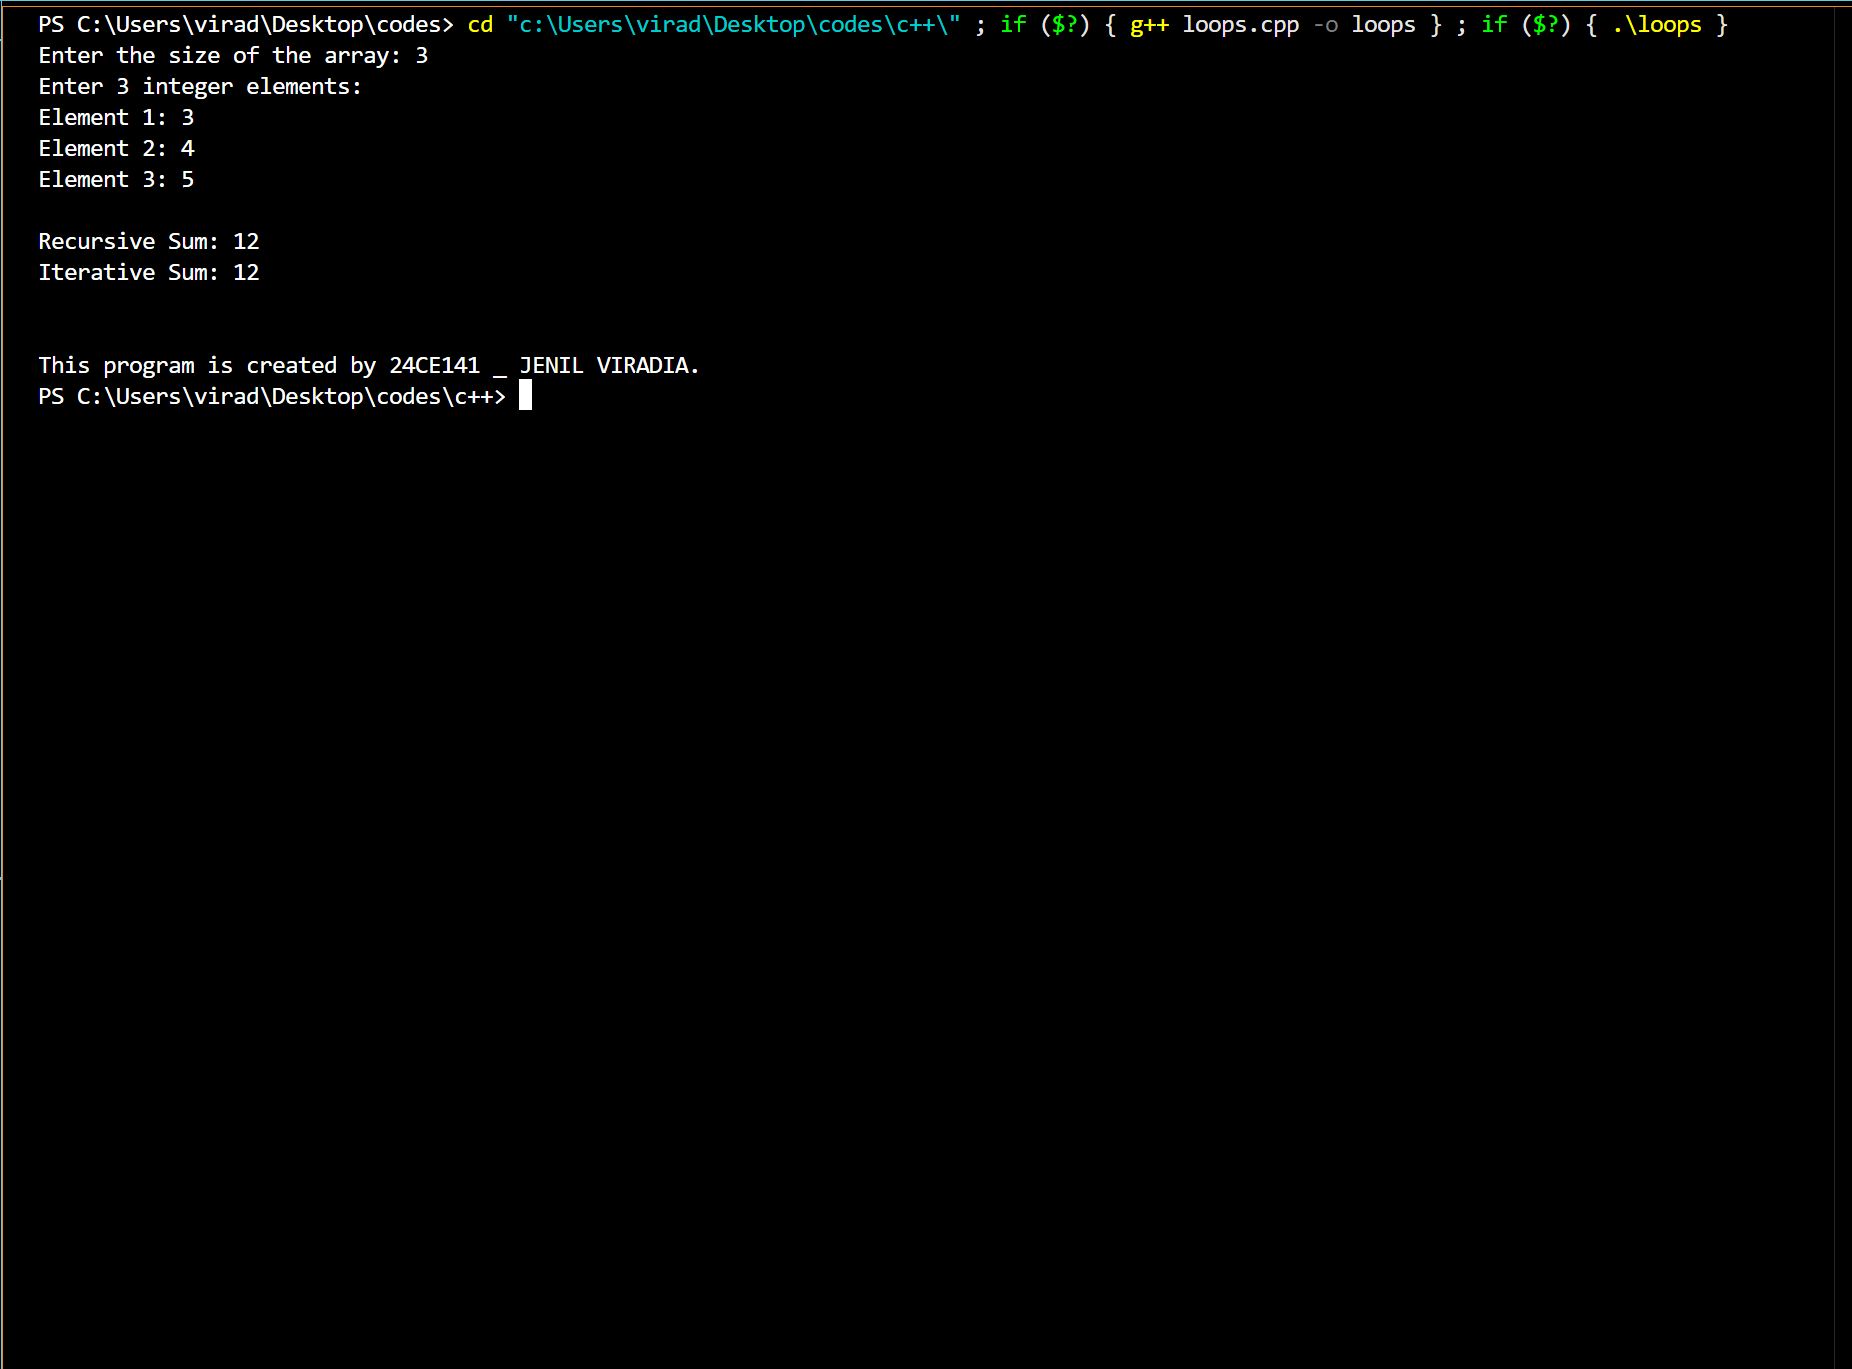 PS C:\Users\virad\Desktop\codes> cd "c:\Users\virad\Desktop\codes\c++\" ; if ($?) { g++ loops.cpp -o loops } ; if ($?) { .\loops }
Enter the size of the array: 3
Enter 3 integer elements:
Element 1: 3
Element 2: 4
Element 3: 5
Recursive Sum: 12
Iterative Sum: 12
This program is created by 24CE141 _ JENIL VIRADIA.
PS C:\Users\virad\Desktop\codes\c++>